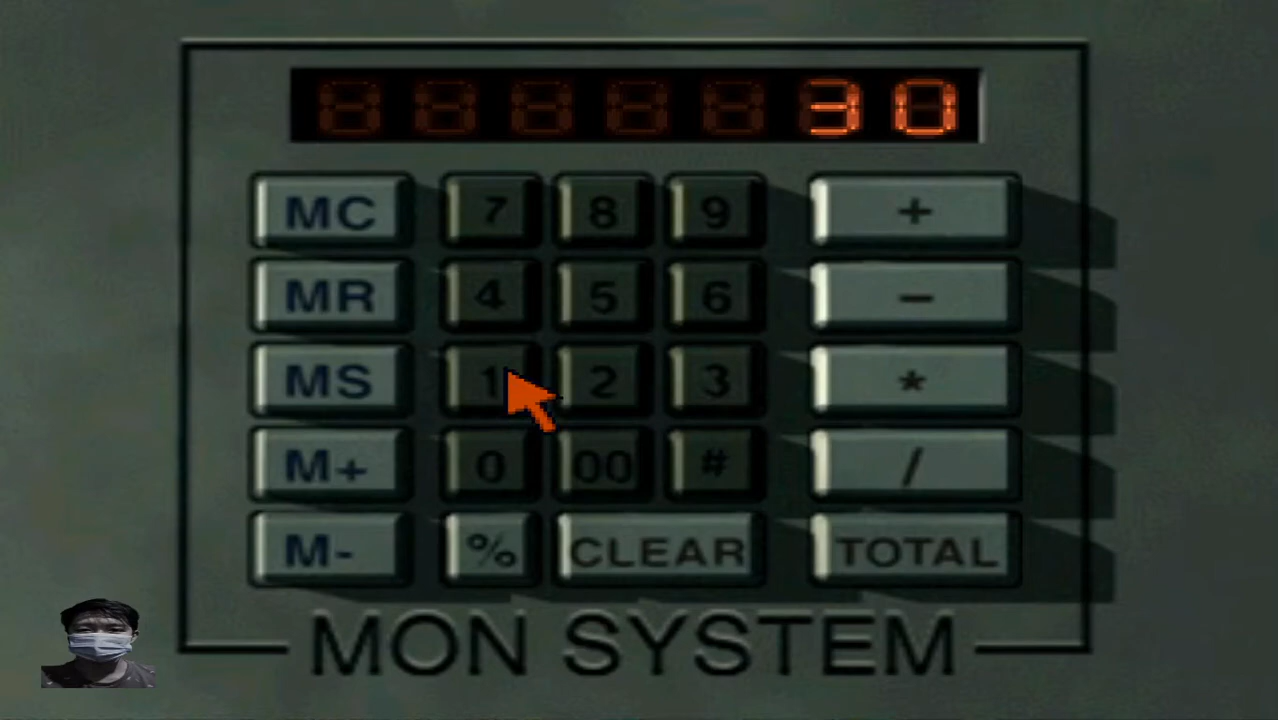 30
MC 7 8 9 +
MR 4 5 6 -
MS 1 2 3 *
M+ 0 00 # /
M- % CLEAR TOTAL
MON SYSTEM